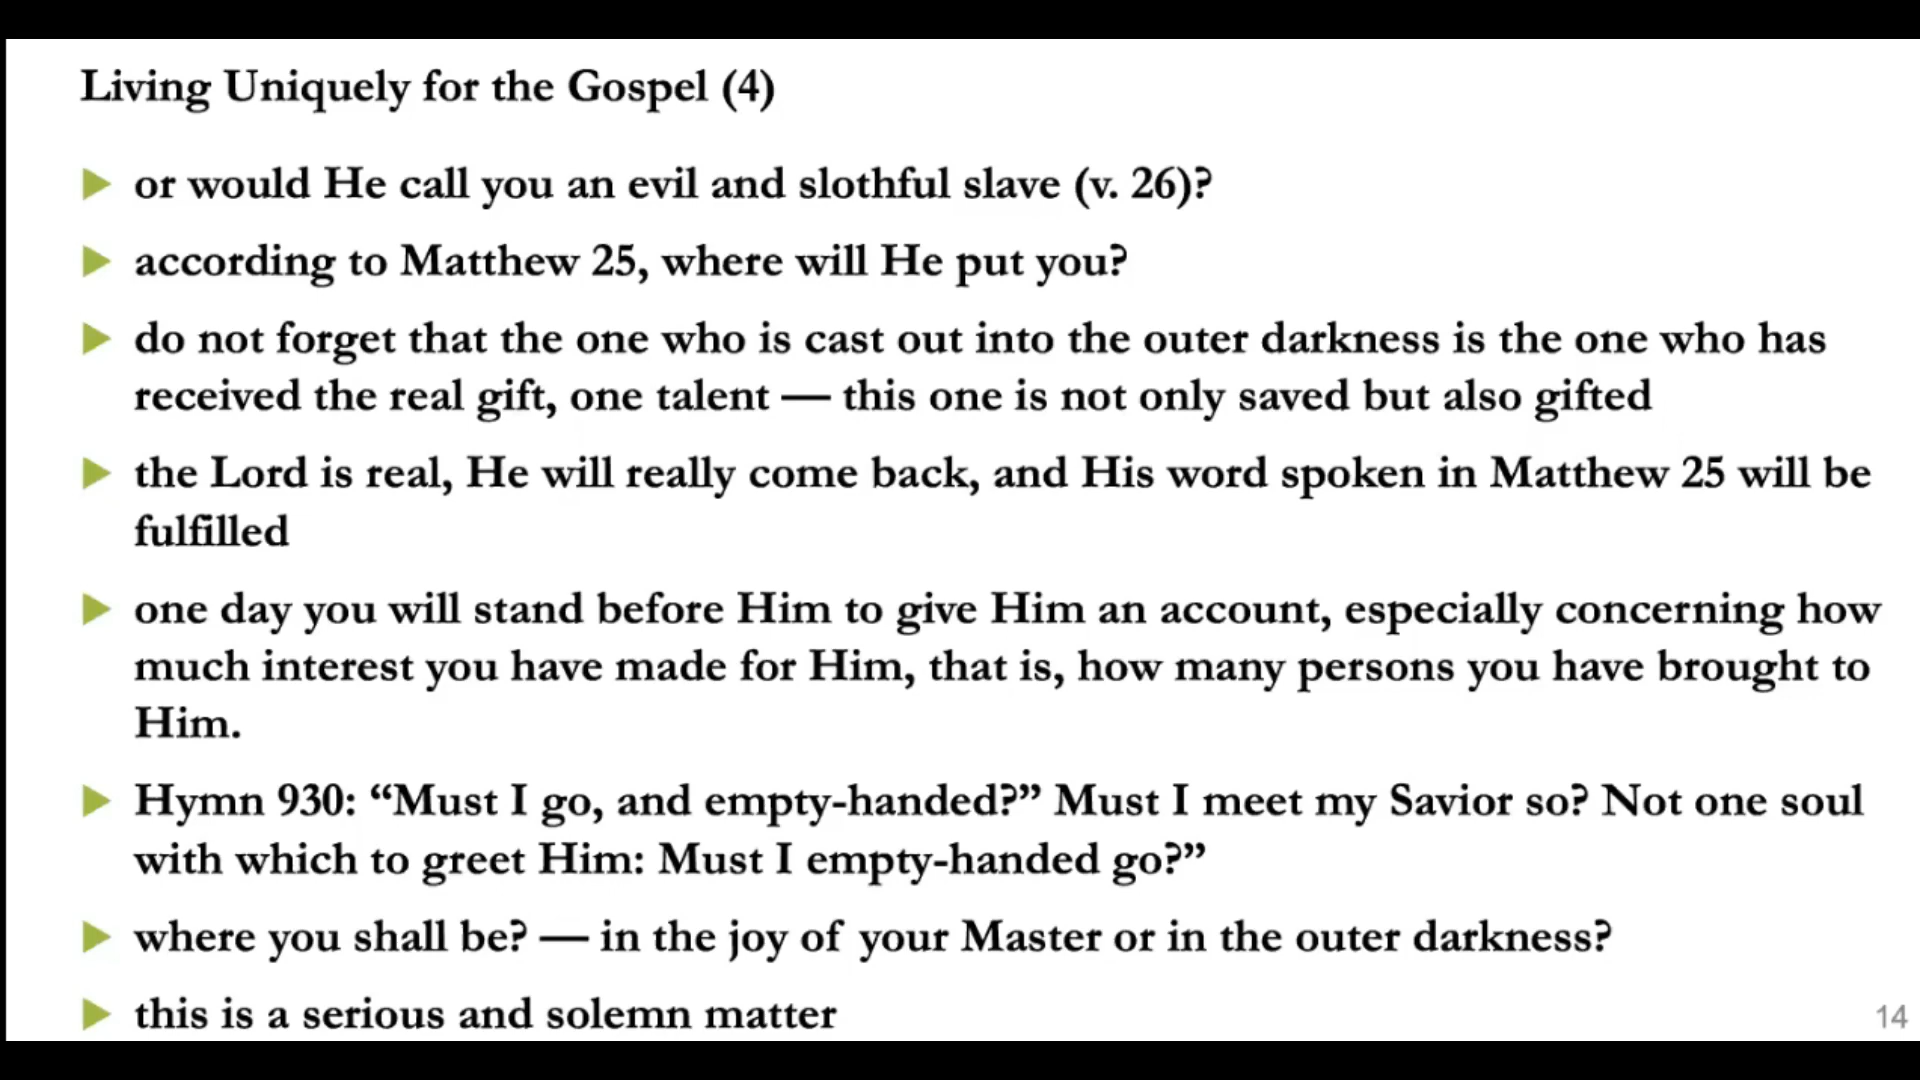 Living Uniquely for the Gospel (4)
or would He call you an evil and slothful slave (v. 26)?
according to Matthew 25, where will He put you?
do not forget that the one who is cast out into the outer darkness is the one who has
received the real gift, one talent — this one is not only saved but also gifted
the Lord is real, He will really come back, and His word spoken in Matthew 25 will be
fulfilled
one day you will stand before Him to give Him an account, especially concerning how
much interest you have made for Him, that is, how many persons you have brought to
Him.
Hymn 930: “Must I go, and empty-handed?” Must I meet my Savior so? Not one soul
with which to greet Him: Must I empty-handed go?”
where you shall be? — in the joy of your Master or in the outer darkness?
this is a serious and solemn matter
14